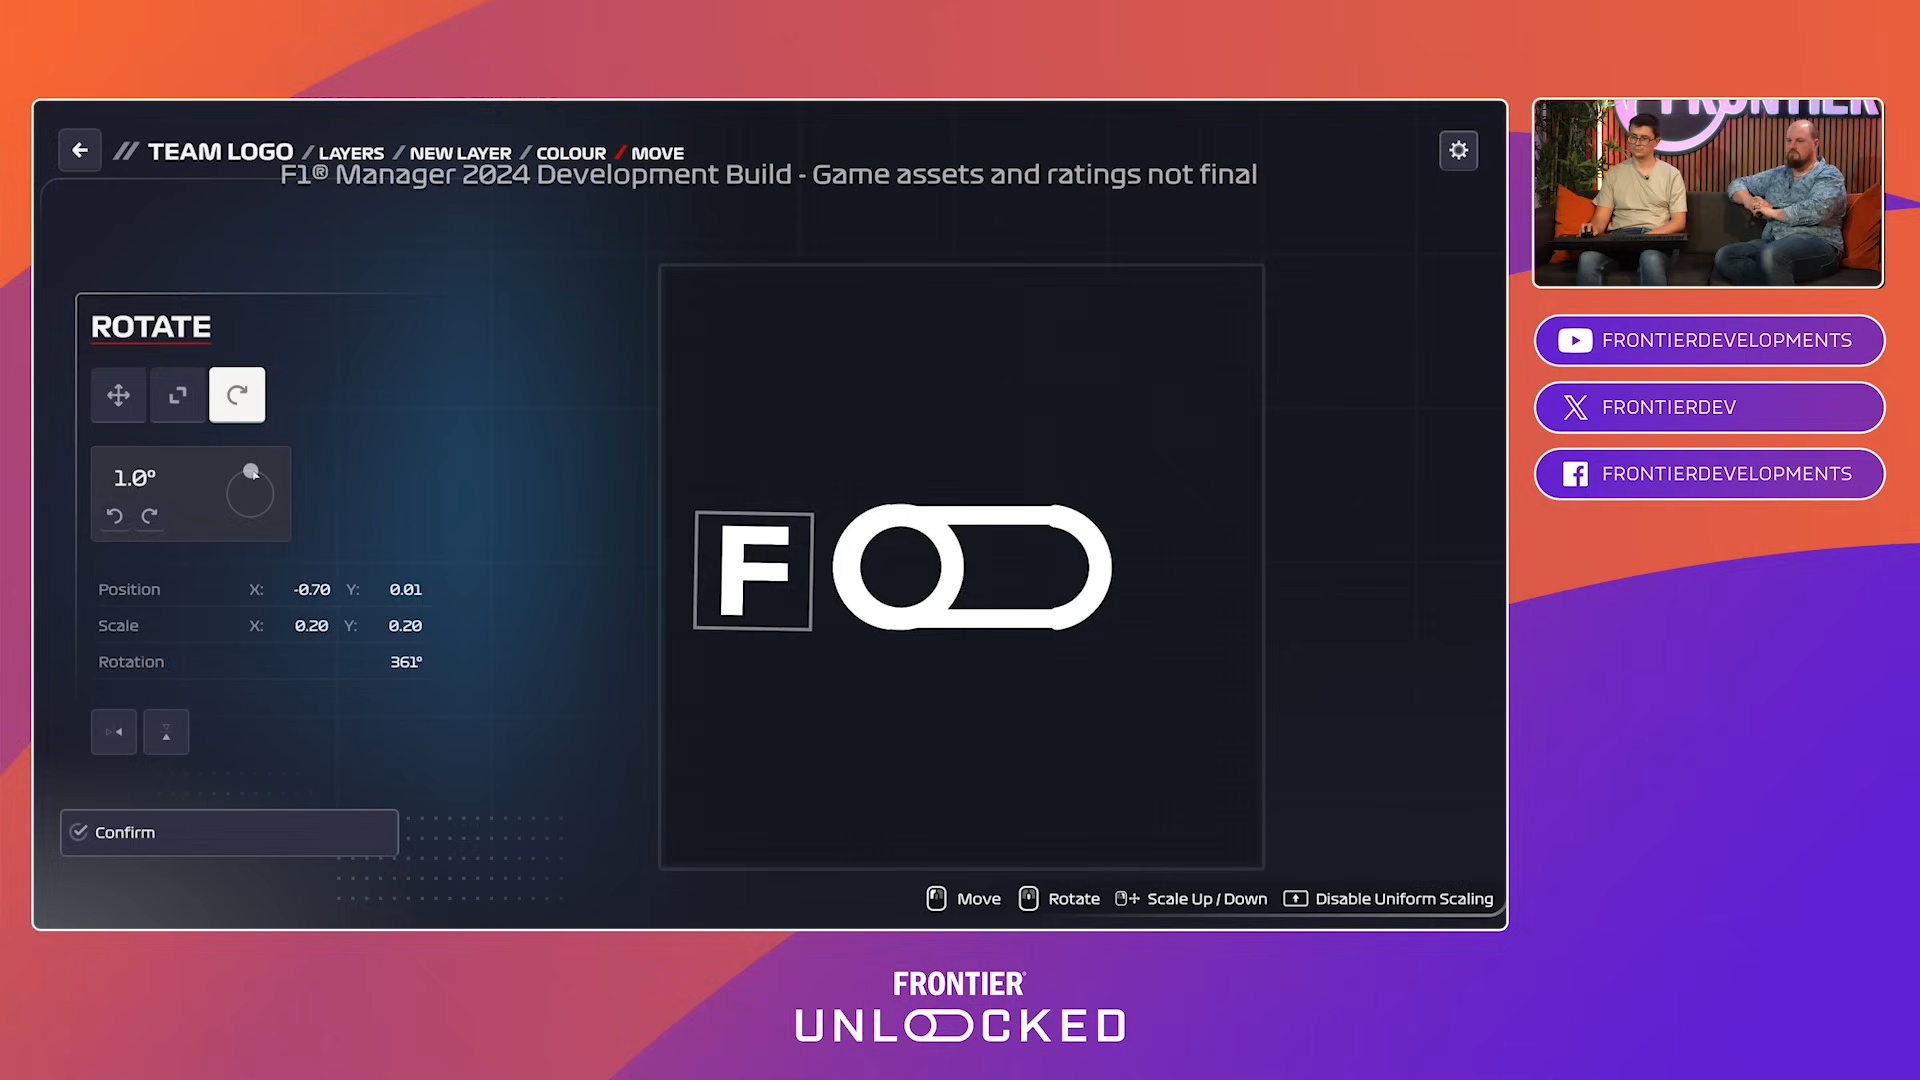 // TEAM LOGO / LAYERS / NEW LAYER / COLOUR / MOVE
F1® Manager 2024 Development Build - Game assets and ratings not final
ROTATE
1.0°
Position X: -0.70 Y: 0.01
Scale X: 0.20 Y: 0.20
Rotation 361°
Confirm
F
Move Rotate Scale Up / Down Disable Uniform Scaling
FRONTIER
FRONTIERDEVELOPMENTS
FRONTIERDEV
FRONTIERDEVELOPMENTS
FRONTIER®
UNLOCKED